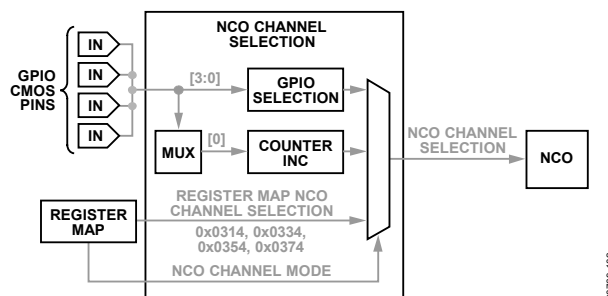 NCO CHANNEL
SELECTION
GPIO
CMOS
PINS
IN
IN
IN
IN
[3:0]
GPIO
SELECTION
MUX
[0]
COUNTER
INC
NCO CHANNEL
SELECTION
NCO
REGISTER
MAP
REGISTER MAP NCO
CHANNEL SELECTION
0x0314, 0x0334,
0x0354, 0x0374
NCO CHANNEL MODE